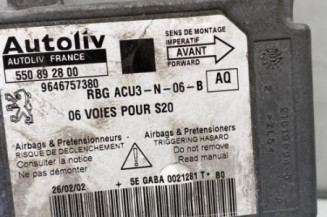 Autoliv
AUTOLIV FRANCE
550 89 28 00
9646757380
SENS DE MONTAGE
IMPERATIF
AVANT
FORWARD
RBG ACU3-N-06-B AQ
06 VOIES POUR S20
Airbags & Pretensionneurs
RISQUE DE DECLENCHEMENT
Consulter la notice
Ne pas démonter
Airbags & Pretensioners
TRIGGERING HASARD
Do not remove
Read manual
26/02/02
+ 5E GABA 0021281 T* B0